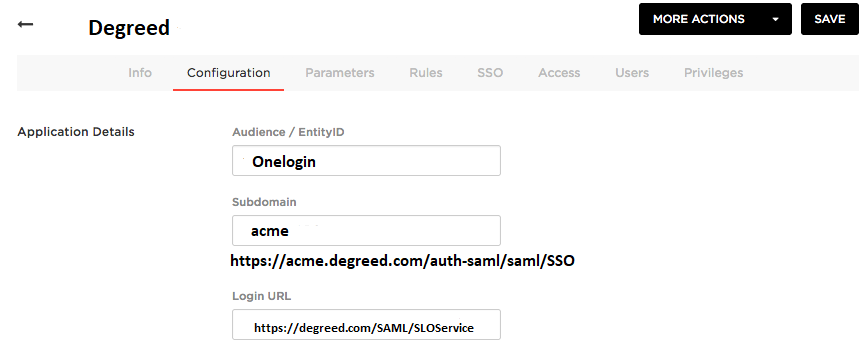 ← Degreed
MORE ACTIONS
SAVE
Info Configuration Parameters Rules SSO Access Users Privileges
Application Details
Audience / EntityID
Onelogin
Subdomain
acme
https://acme.degreed.com/auth-saml/saml/SSO
Login URL
https://degreed.com/SAML/SLOService